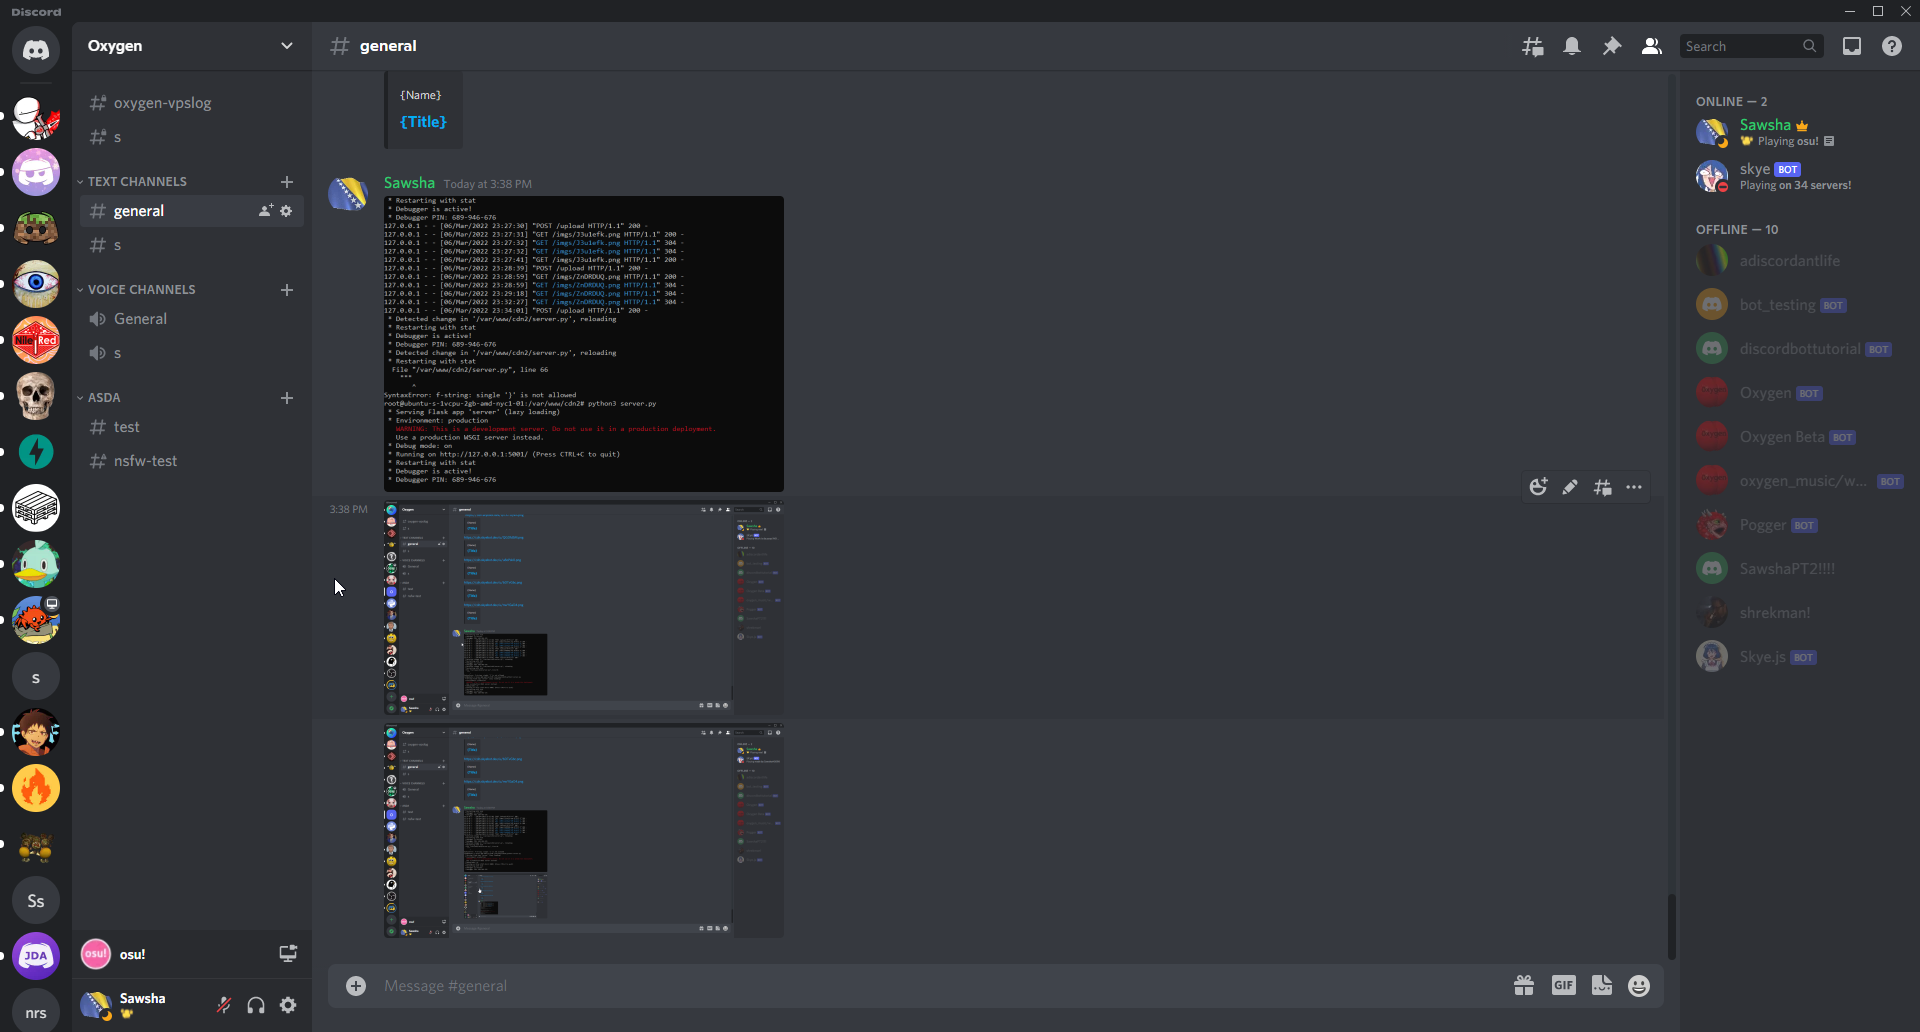 Discord
Oxygen
general
Search
oxygen-vpslog
s
TEXT CHANNELS
general
s
VOICE CHANNELS
General
s
ASDA
test
nsfw-test
{Name}
{Title}
Sawsha Today at 3:38 PM
* Restarting with stat
* Debugger is active!
* Debugger PIN: 689-946-676
127.0.0.1 - - [06/Mar/2022 23:27:30] "POST /upload HTTP/1.1" 200 -
127.0.0.1 - - [06/Mar/2022 23:27:31] "GET /imgs/J3u1efk.png HTTP/1.1" 200 -
127.0.0.1 - - [06/Mar/2022 23:27:32] "GET /imgs/J3u1efk.png HTTP/1.1" 304 -
127.0.0.1 - - [06/Mar/2022 23:27:32] "GET /imgs/J3u1efk.png HTTP/1.1" 304 -
127.0.0.1 - - [06/Mar/2022 23:27:41] "GET /imgs/J3u1efk.png HTTP/1.1" 200 -
127.0.0.1 - - [06/Mar/2022 23:28:39] "POST /upload HTTP/1.1" 200 -
127.0.0.1 - - [06/Mar/2022 23:28:59] "GET /imgs/ZnDRDUQ.png HTTP/1.1" 200 -
127.0.0.1 - - [06/Mar/2022 23:28:59] "GET /imgs/ZnDRDUQ.png HTTP/1.1" 304 -
127.0.0.1 - - [06/Mar/2022 23:29:18] "GET /imgs/ZnDRDUQ.png HTTP/1.1" 304 -
127.0.0.1 - - [06/Mar/2022 23:32:27] "GET /imgs/ZnDRDUQ.png HTTP/1.1" 304 -
127.0.0.1 - - [06/Mar/2022 23:34:01] "POST /upload HTTP/1.1" 200 -
* Detected change in '/var/www/cdn2/server.py', reloading
* Restarting with stat
* Debugger is active!
* Debugger PIN: 689-946-676
* Detected change in '/var/www/cdn2/server.py', reloading
* Restarting with stat
File "/var/www/cdn2/server.py", line 66
"""
^
SyntaxError: f-string: single '}' is not allowed
root@ubuntu-s-1vcpu-2gb-amd-nyc1-01:/var/www/cdn2# python3 server.py
* Serving Flask app 'server' (lazy loading)
* Environment: production
WARNING: This is a development server. Do not use it in a production deployment.
Use a production WSGI server instead.
* Debug mode: on
* Running on http://127.0.0.1:5001/ (Press CTRL+C to quit)
* Restarting with stat
* Debugger is active!
* Debugger PIN: 689-946-676
3:38 PM
Message #general
GIF
ONLINE — 2
Sawsha
Playing osu!
skye BOT
Playing on 34 servers!
OFFLINE — 10
adiscordantlife
bot_testing BOT
discordbottutorial BOT
Oxygen BOT
Oxygen Beta BOT
oxygen_music/w... BOT
Pogger BOT
SawshaPT2!!!!
shrekman!
Skye.js BOT
Nile Red
s
Ss
JDA
nrs
osu! osu!
Sawsha